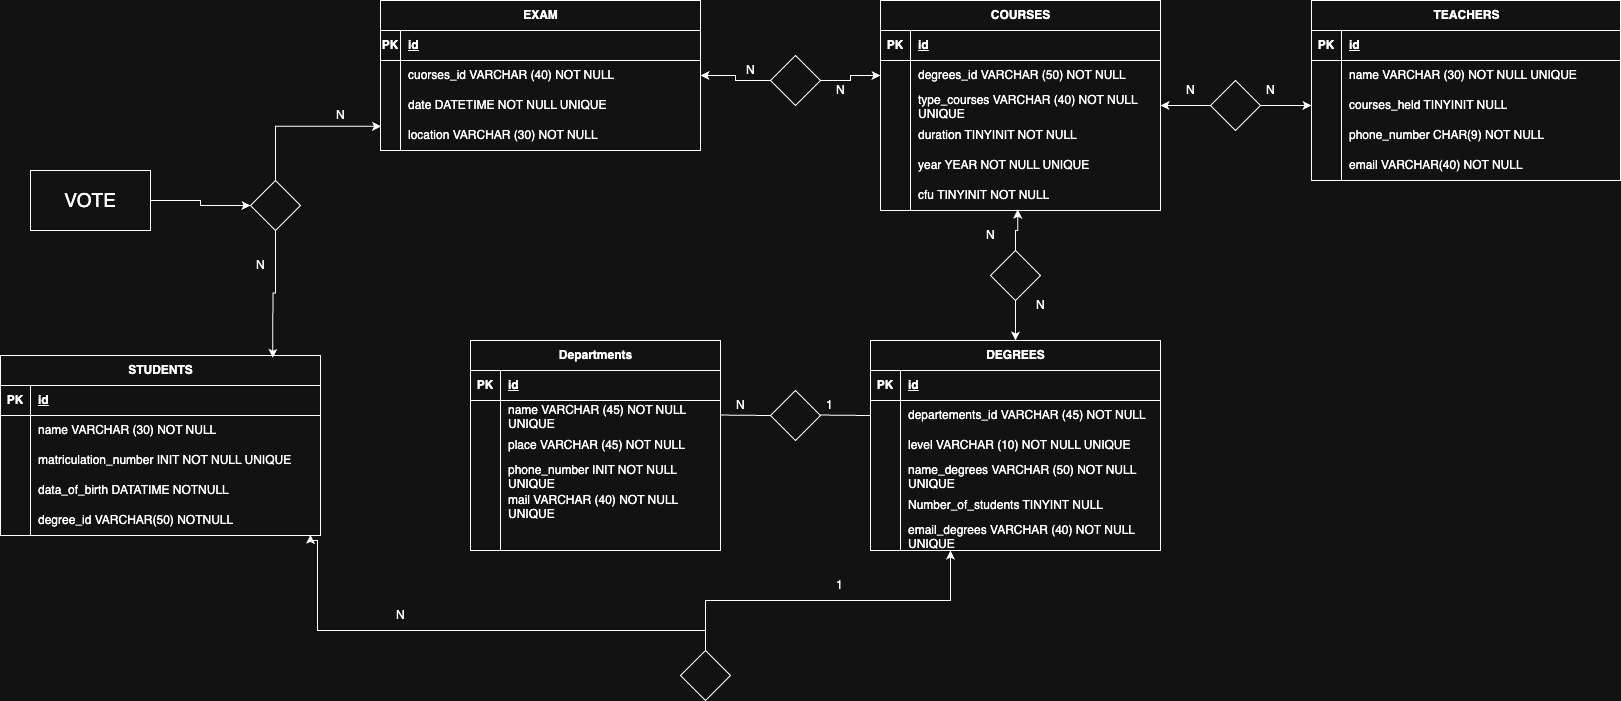 EXAM
PK id
cuorses_id VARCHAR (40) NOT NULL
date DATETIME NOT NULL UNIQUE
location VARCHAR (30) NOT NULL
N
N
COURSES
PK id
degrees_id VARCHAR (50) NOT NULL
type_courses VARCHAR (40) NOT NULL
UNIQUE
duration TINYINIT NOT NULL
year YEAR NOT NULL UNIQUE
cfu TINYINIT NOT NULL
N
N
TEACHERS
PK id
name VARCHAR (30) NOT NULL UNIQUE
courses_held TINYINIT NULL
phone_number CHAR(9) NOT NULL
email VARCHAR(40) NOT NULL
N
VOTE
N
N
N
STUDENTS
PK id
name VARCHAR (30) NOT NULL
matriculation_number INIT NOT NULL UNIQUE
data_of_birth DATATIME NOTNULL
degree_id VARCHAR(50) NOTNULL
Departments
PK id
name VARCHAR (45) NOT NULL
UNIQUE
place VARCHAR (45) NOT NULL
phone_number INIT NOT NULL
UNIQUE
mail VARCHAR (40) NOT NULL
UNIQUE
N
1
DEGREES
PK id
departements_id VARCHAR (45) NOT NULL
level VARCHAR (10) NOT NULL UNIQUE
name_degrees VARCHAR (50) NOT NULL
UNIQUE
Number_of_students TINYINT NULL
email_degrees VARCHAR (40) NOT NULL
UNIQUE
1
N